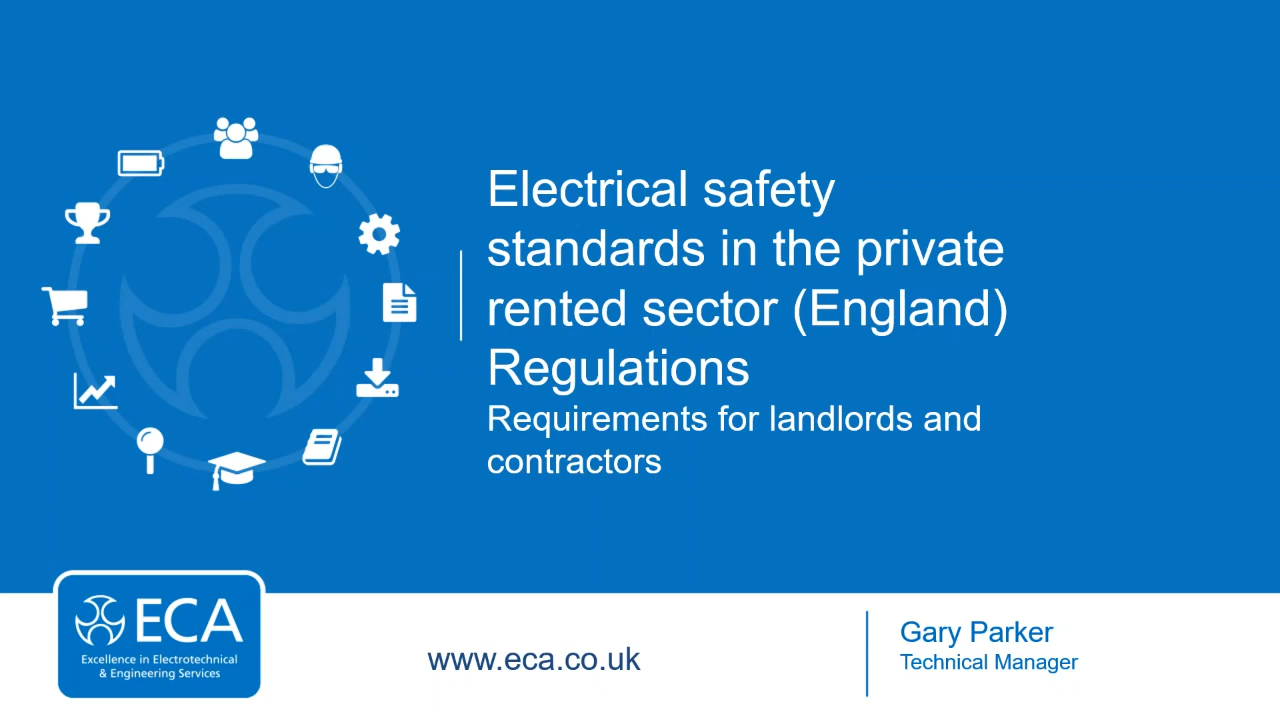 Electrical safety
standards in the private
rented sector (England)
Regulations
Requirements for landlords and
contractors
ECA
Excellence in Electrotechnical
& Engineering Services
www.eca.co.uk
Gary Parker
Technical Manager